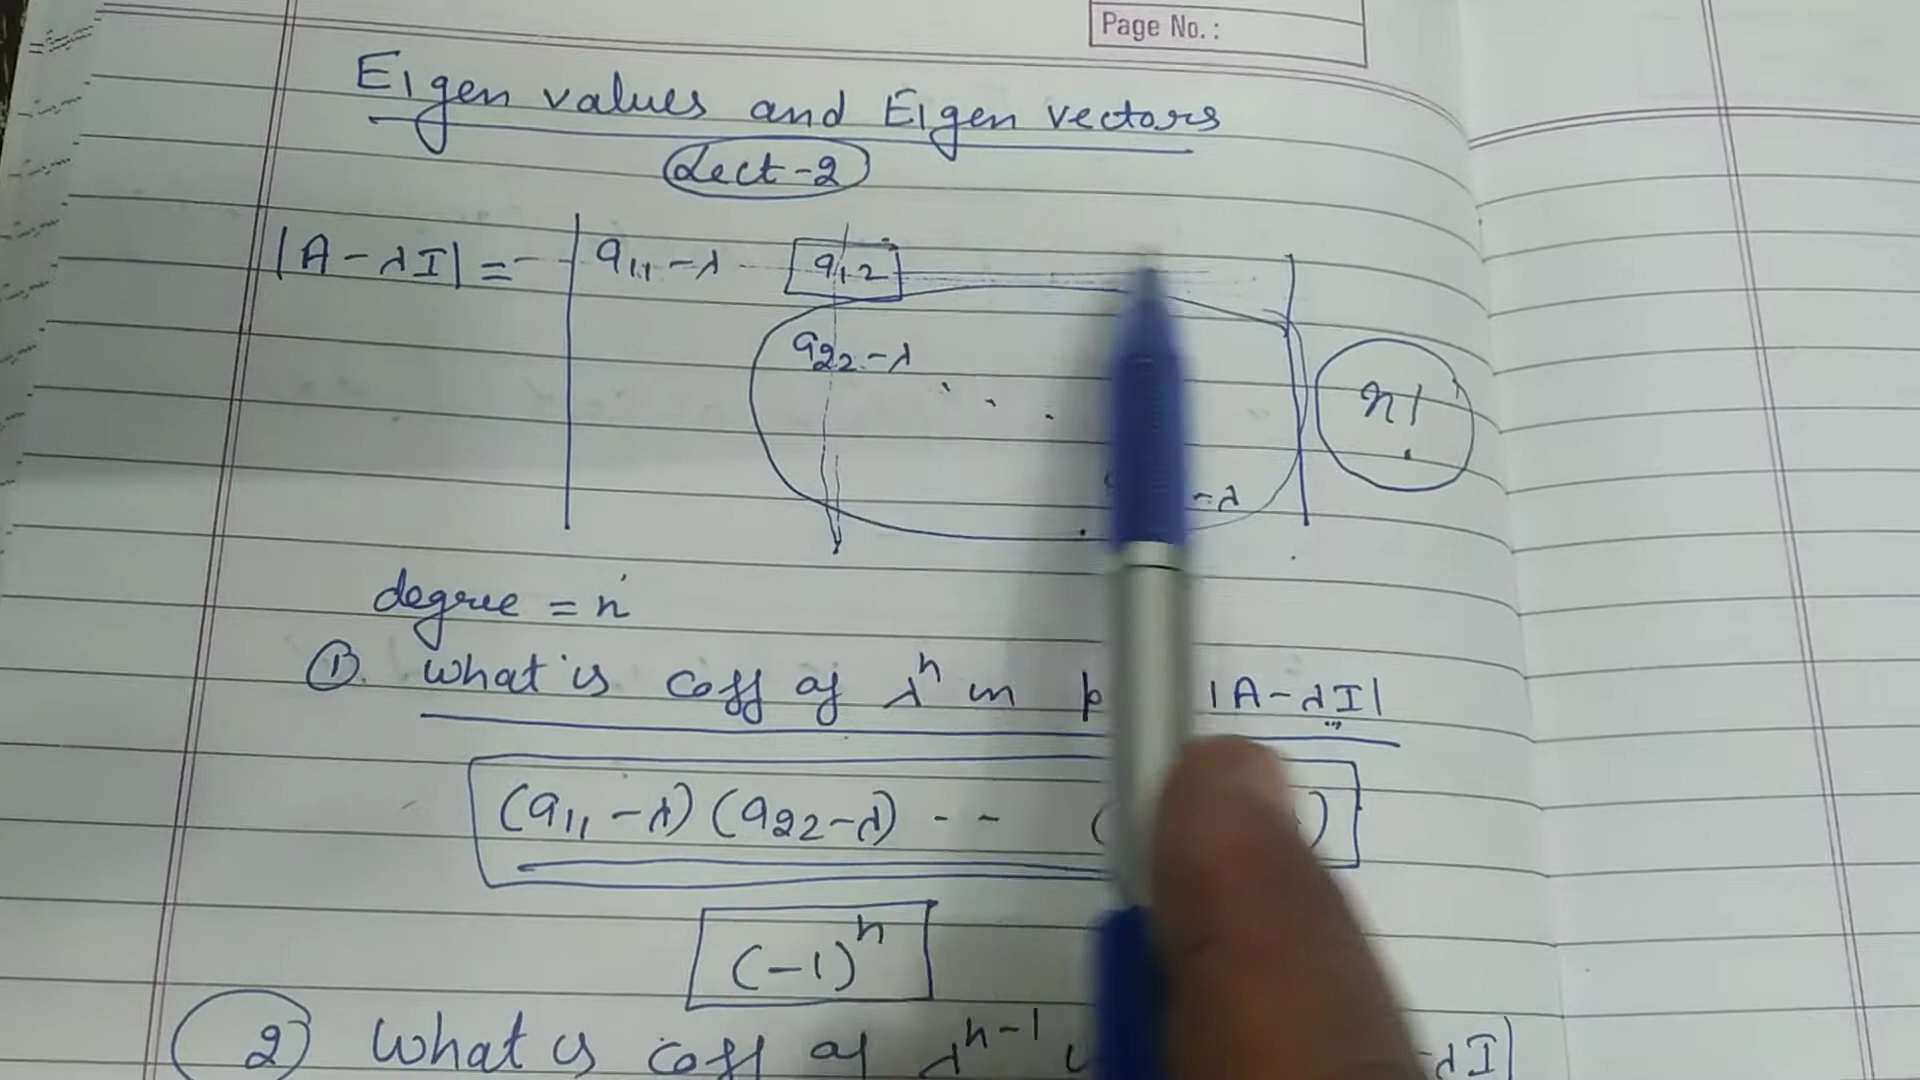 Page No.:
Eigen values and Eigen vectors
Lect-2
|A-λI| = | a11-λ a12 |
a22-λ
n!
-λ
degree = n
① What is coff of λ^n in |A-λI|
(a11-λ)(a22-λ) -- ( )
(-1)^n
② What is coff of λ^n-1 -λI|